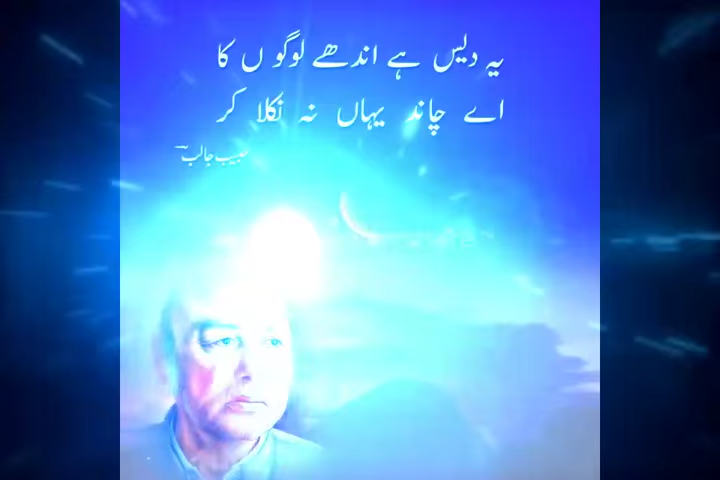 یہ دیس ہے اندھے لوگوں کا
اے چاند یہاں نہ نکلا کر
حبیب جالبؔ